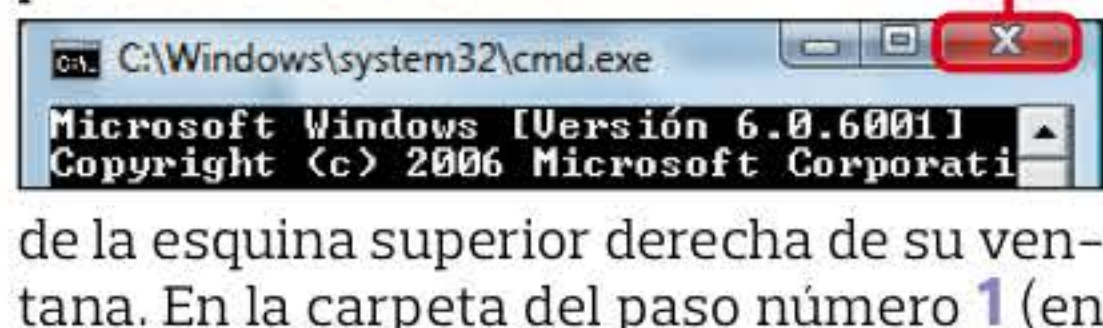 C:\Windows\system32\cmd.exe
Microsoft Windows [Versión 6.0.6001]
Copyright (c) 2006 Microsoft Corporati
de la esquina superior derecha de su ven-
tana. En la carpeta del paso número 1 (en